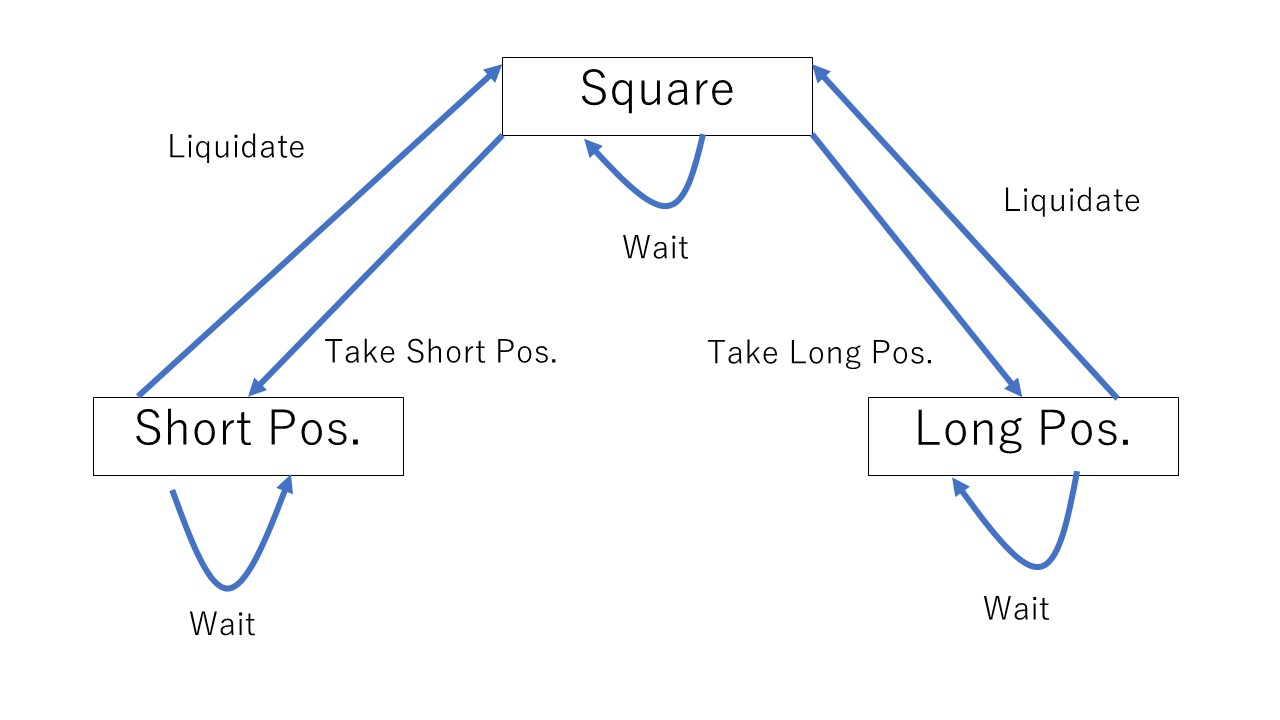 Square
Liquidate
Liquidate
Wait
Take Short Pos.
Take Long Pos.
Short Pos.
Long Pos.
Wait
Wait